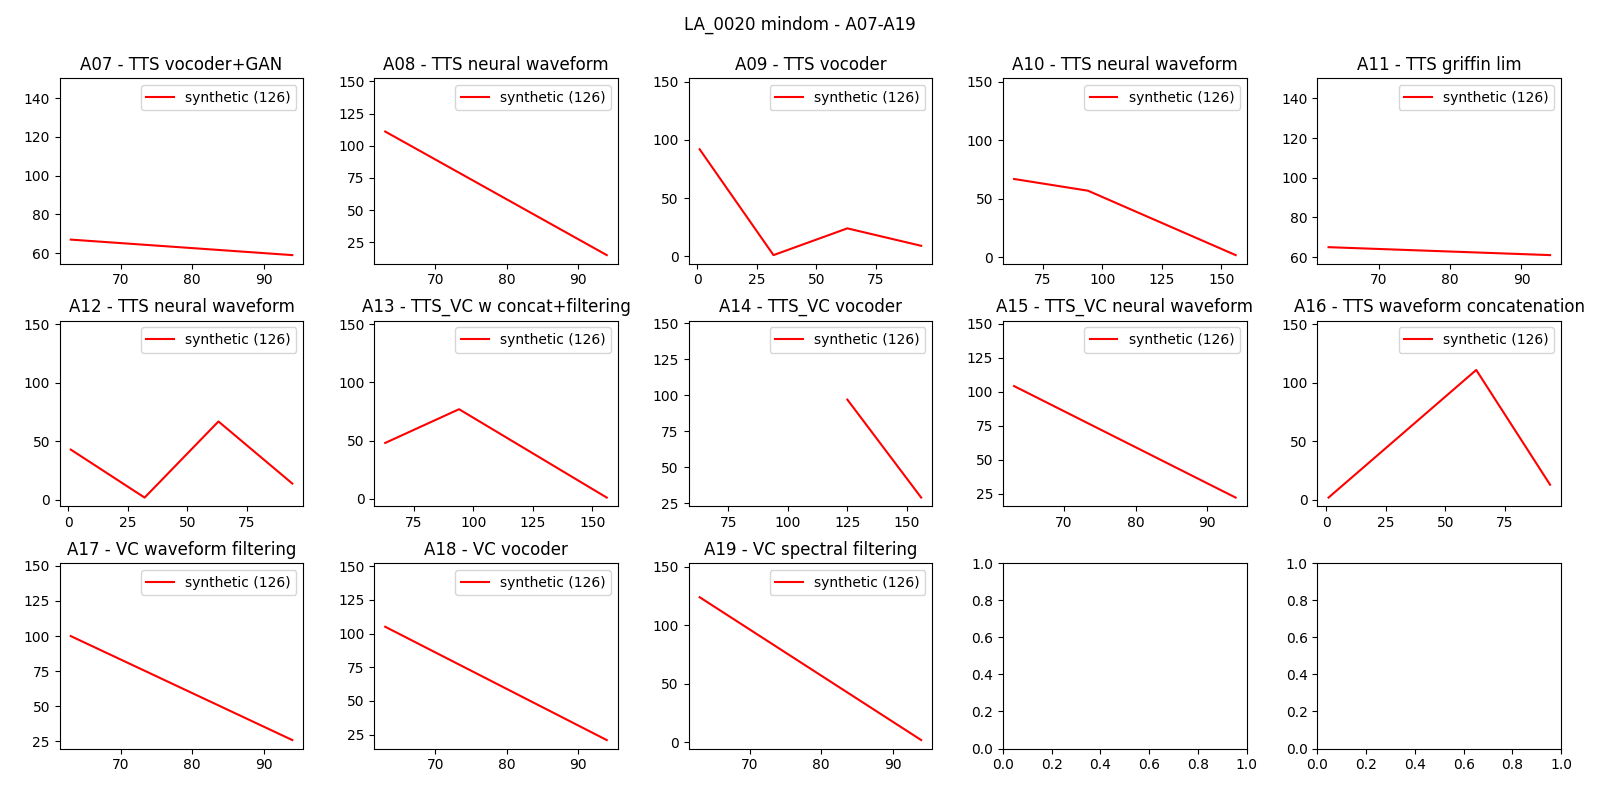 LA_0020 mindom - A07-A19
A07 - TTS vocoder+GAN
synthetic (126)
140
120
100
80
60
70 80 90
A08 - TTS neural waveform
synthetic (126)
150
125
100
75
50
25
70 80 90
A09 - TTS vocoder
synthetic (126)
150
100
50
0
0 25 50 75
A10 - TTS neural waveform
synthetic (126)
150
100
50
0
75 100 125 150
A11 - TTS griffin lim
synthetic (126)
140
120
100
80
60
70 80 90
A12 - TTS neural waveform
synthetic (126)
150
100
50
0
0 25 50 75
A13 - TTS_VC w concat+filtering
synthetic (126)
150
100
50
0
75 100 125 150
A14 - TTS_VC vocoder
synthetic (126)
150
125
100
75
50
25
75 100 125 150
A15 - TTS_VC neural waveform
synthetic (126)
150
125
100
75
50
25
70 80 90
A16 - TTS waveform concatenation
synthetic (126)
150
100
50
0
0 25 50 75
A17 - VC waveform filtering
synthetic (126)
150
125
100
75
50
25
70 80 90
A18 - VC vocoder
synthetic (126)
150
125
100
75
50
25
70 80 90
A19 - VC spectral filtering
synthetic (126)
150
100
50
0
70 80 90
1.0
0.8
0.6
0.4
0.2
0.0
0.0 0.2 0.4 0.6 0.8 1.0
1.0
0.8
0.6
0.4
0.2
0.0
0.0 0.2 0.4 0.6 0.8 1.0